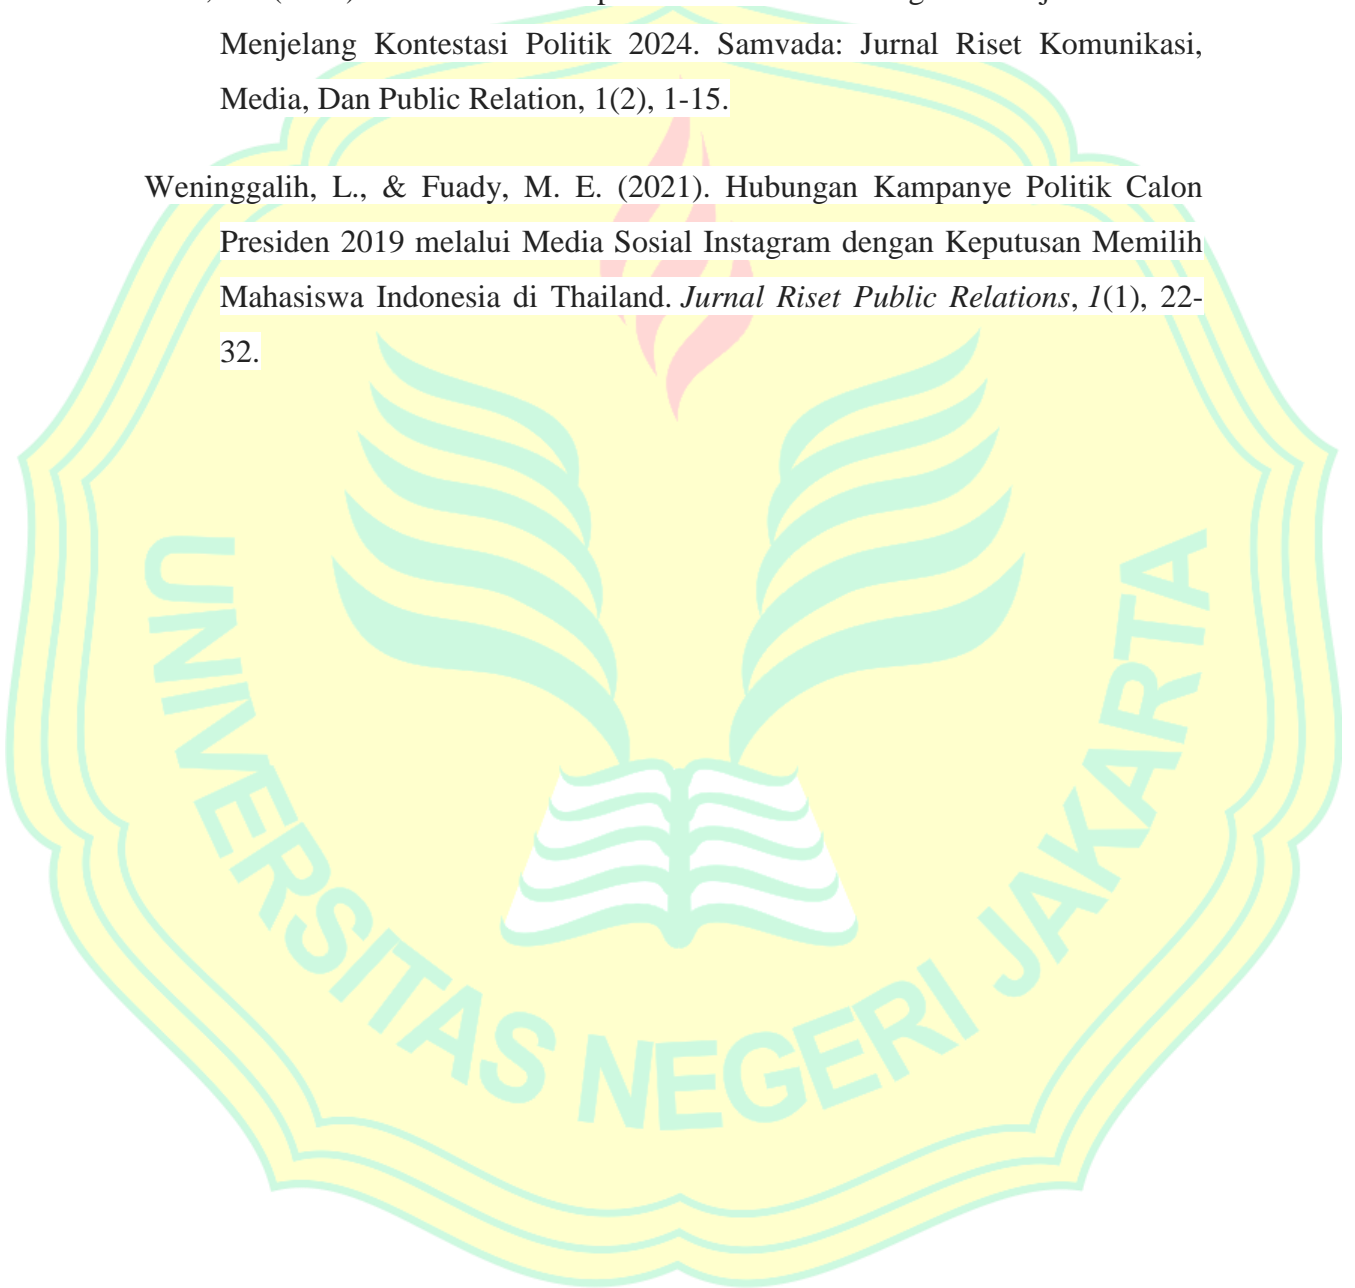 Menjelang Kontestasi Politik 2024. Samvada: Jurnal Riset Komunikasi,
Media, Dan Public Relation, 1(2), 1-15.
Weninggalih, L., & Fuady, M. E. (2021). Hubungan Kampanye Politik Calon
Presiden 2019 melalui Media Sosial Instagram dengan Keputusan Memilih
Mahasiswa Indonesia di Thailand. Jurnal Riset Public Relations, 1(1), 22-
32.
UNIVERSITAS NEGERI JAKARTA